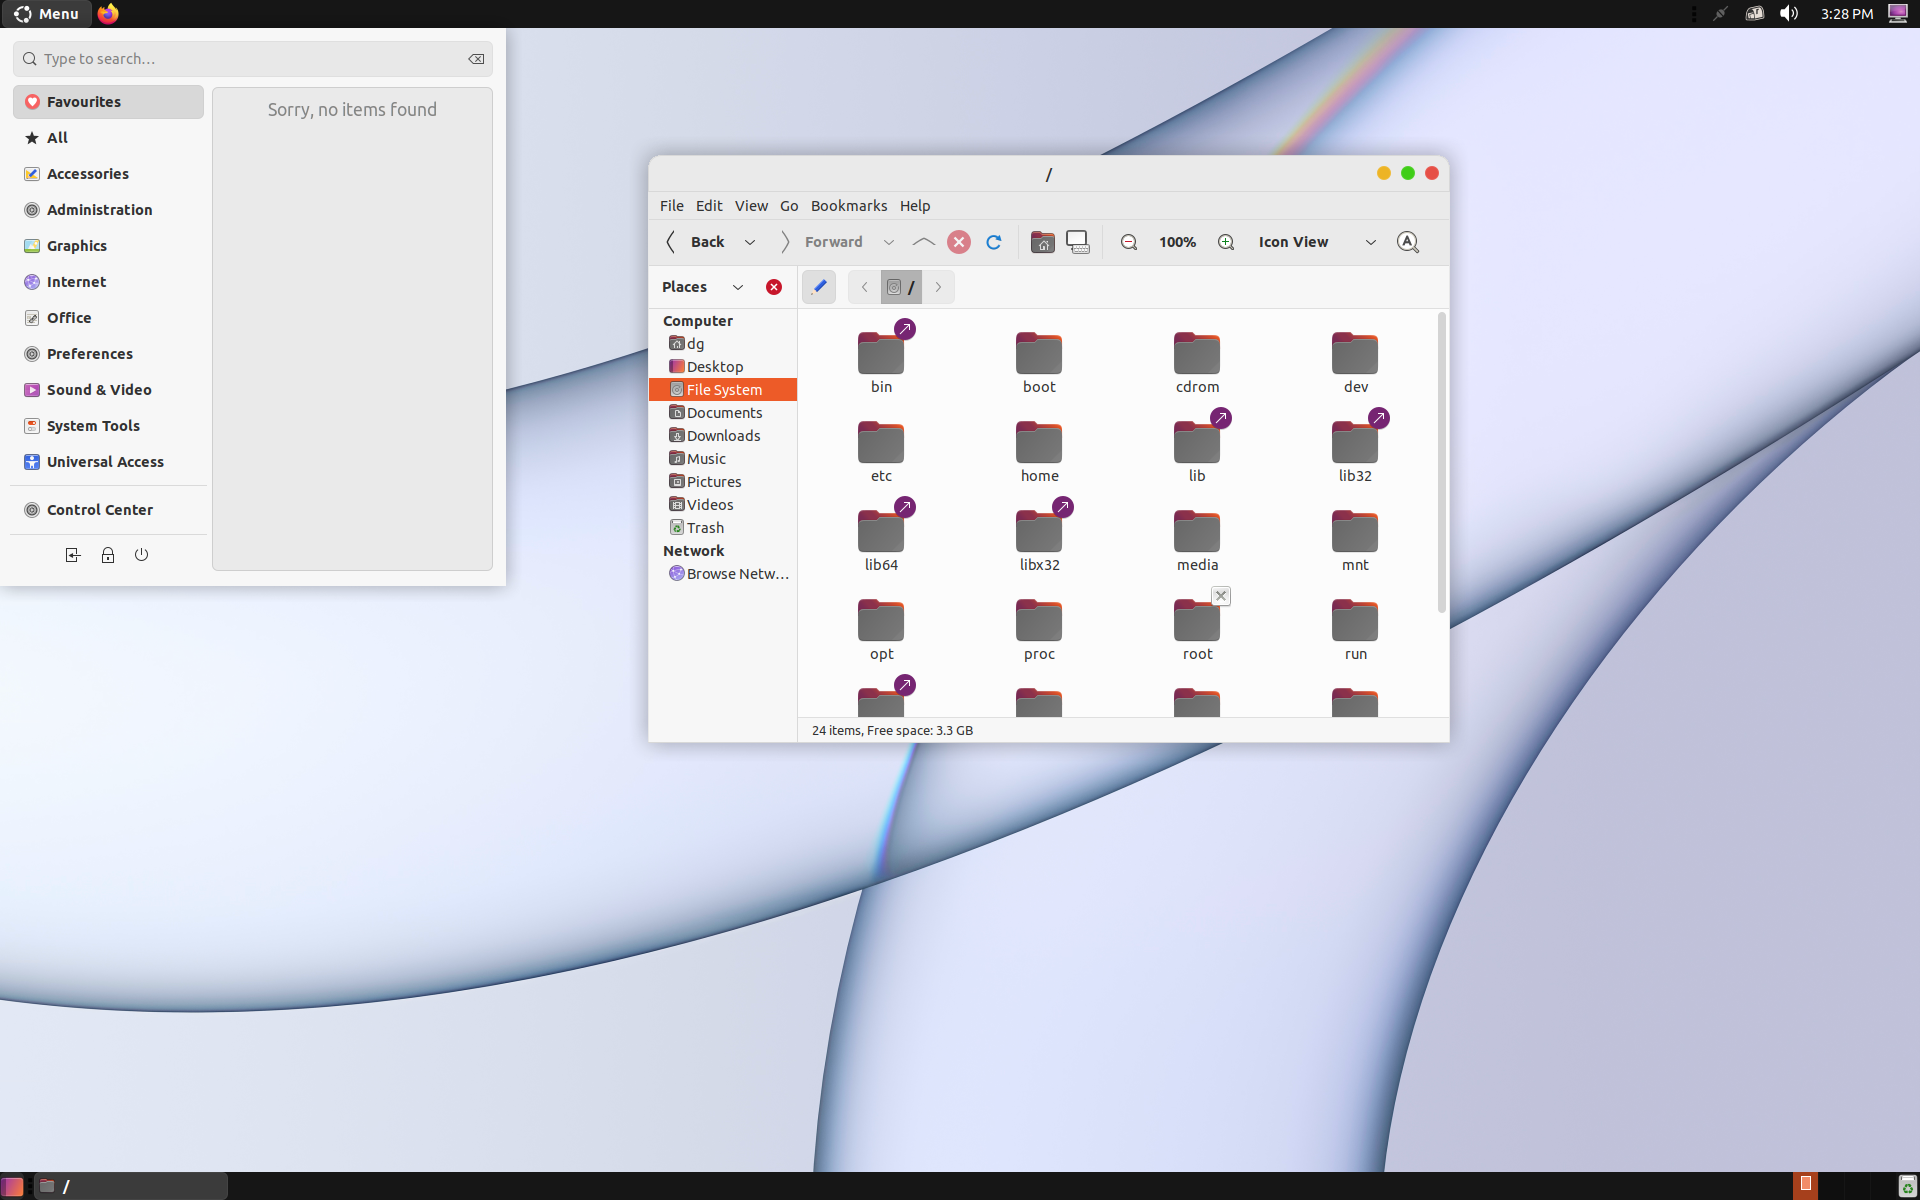 Menu
3:28 PM
Type to search...
Favourites
Sorry, no items found
All
Accessories
Administration
Graphics
Internet
Office
Preferences
Sound & Video
System Tools
Universal Access
Control Center
/
File Edit View Go Bookmarks Help
Back Forward 100% Icon View
Places /
Computer
dg
Desktop
File System
Documents
Downloads
Music
Pictures
Videos
Trash
Network
Browse Netw...
bin boot cdrom dev
etc home lib lib32
lib64 libx32 media mnt
opt proc root run
24 items, Free space: 3.3 GB
/